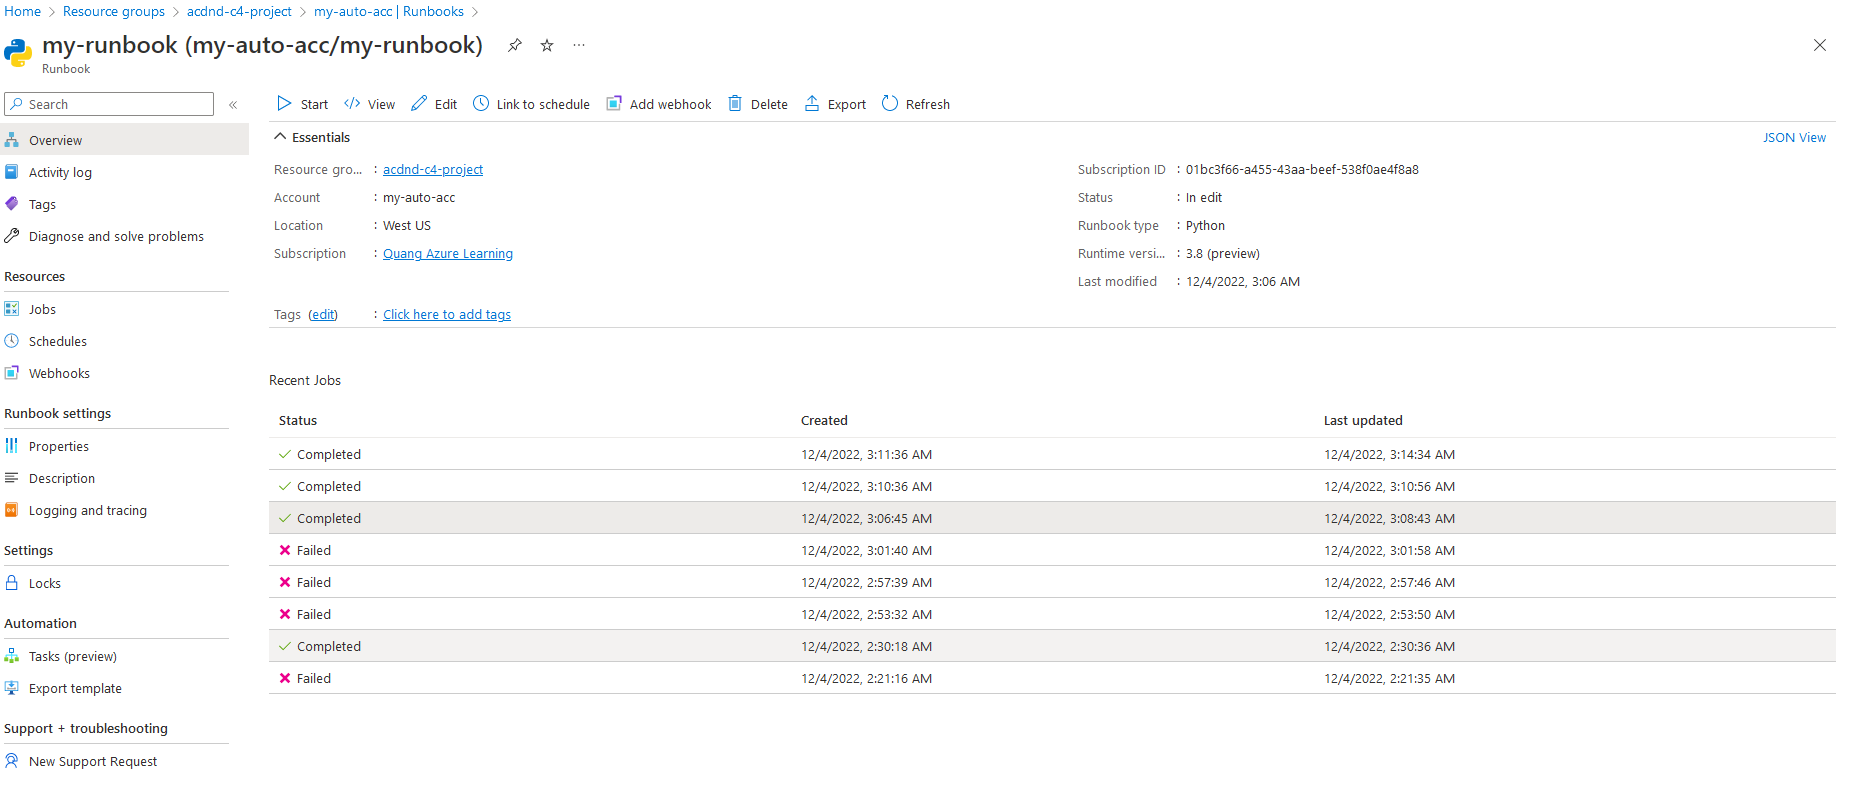 Home > Resource groups > acdnd-c4-project > my-auto-acc | Runbooks >
my-runbook (my-auto-acc/my-runbook) ...
Runbook
Search «
Start View Edit Link to schedule Add webhook Delete Export Refresh
Overview
Activity log
Tags
Diagnose and solve problems
Resources
Jobs
Schedules
Webhooks
Runbook settings
Properties
Description
Logging and tracing
Settings
Locks
Automation
Tasks (preview)
Export template
Support + troubleshooting
New Support Request
Essentials JSON View
Resource gro... : acdnd-c4-project
Account : my-auto-acc
Location : West US
Subscription : Quang Azure Learning
Subscription ID : 01bc3f66-a455-43aa-beef-538f0ae4f8a8
Status : In edit
Runbook type : Python
Runtime versi... : 3.8 (preview)
Last modified : 12/4/2022, 3:06 AM
Tags (edit) : Click here to add tags
Recent Jobs
Status Created Last updated
Completed 12/4/2022, 3:11:36 AM 12/4/2022, 3:14:34 AM
Completed 12/4/2022, 3:10:36 AM 12/4/2022, 3:10:56 AM
Completed 12/4/2022, 3:06:45 AM 12/4/2022, 3:08:43 AM
Failed 12/4/2022, 3:01:40 AM 12/4/2022, 3:01:58 AM
Failed 12/4/2022, 2:57:39 AM 12/4/2022, 2:57:46 AM
Failed 12/4/2022, 2:53:32 AM 12/4/2022, 2:53:50 AM
Completed 12/4/2022, 2:30:18 AM 12/4/2022, 2:30:36 AM
Failed 12/4/2022, 2:21:16 AM 12/4/2022, 2:21:35 AM